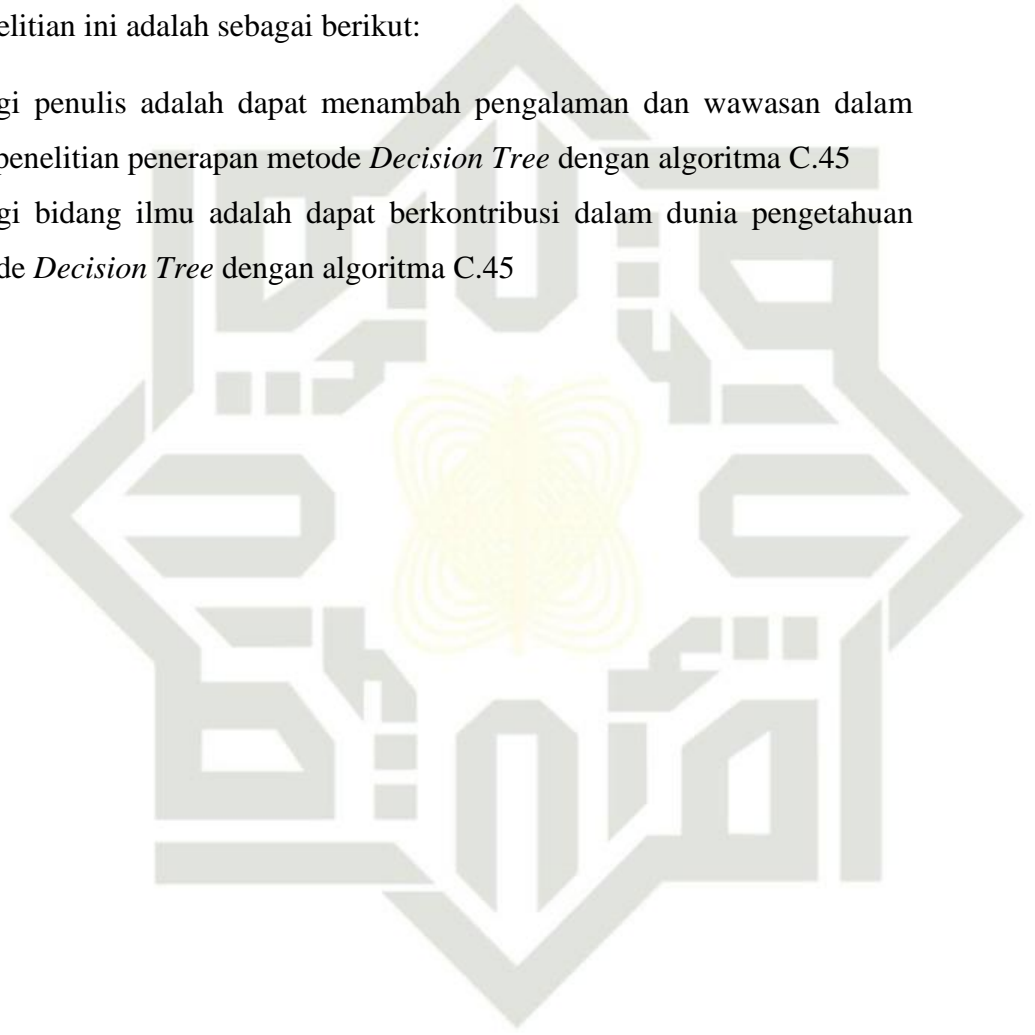 elitian ini adalah sebagai berikut:
gi penulis adalah dapat menambah pengalaman dan wawasan dalam
penelitian penerapan metode Decision Tree dengan algoritma C.45
gi bidang ilmu adalah dapat berkontribusi dalam dunia pengetahuan
de Decision Tree dengan algoritma C.45